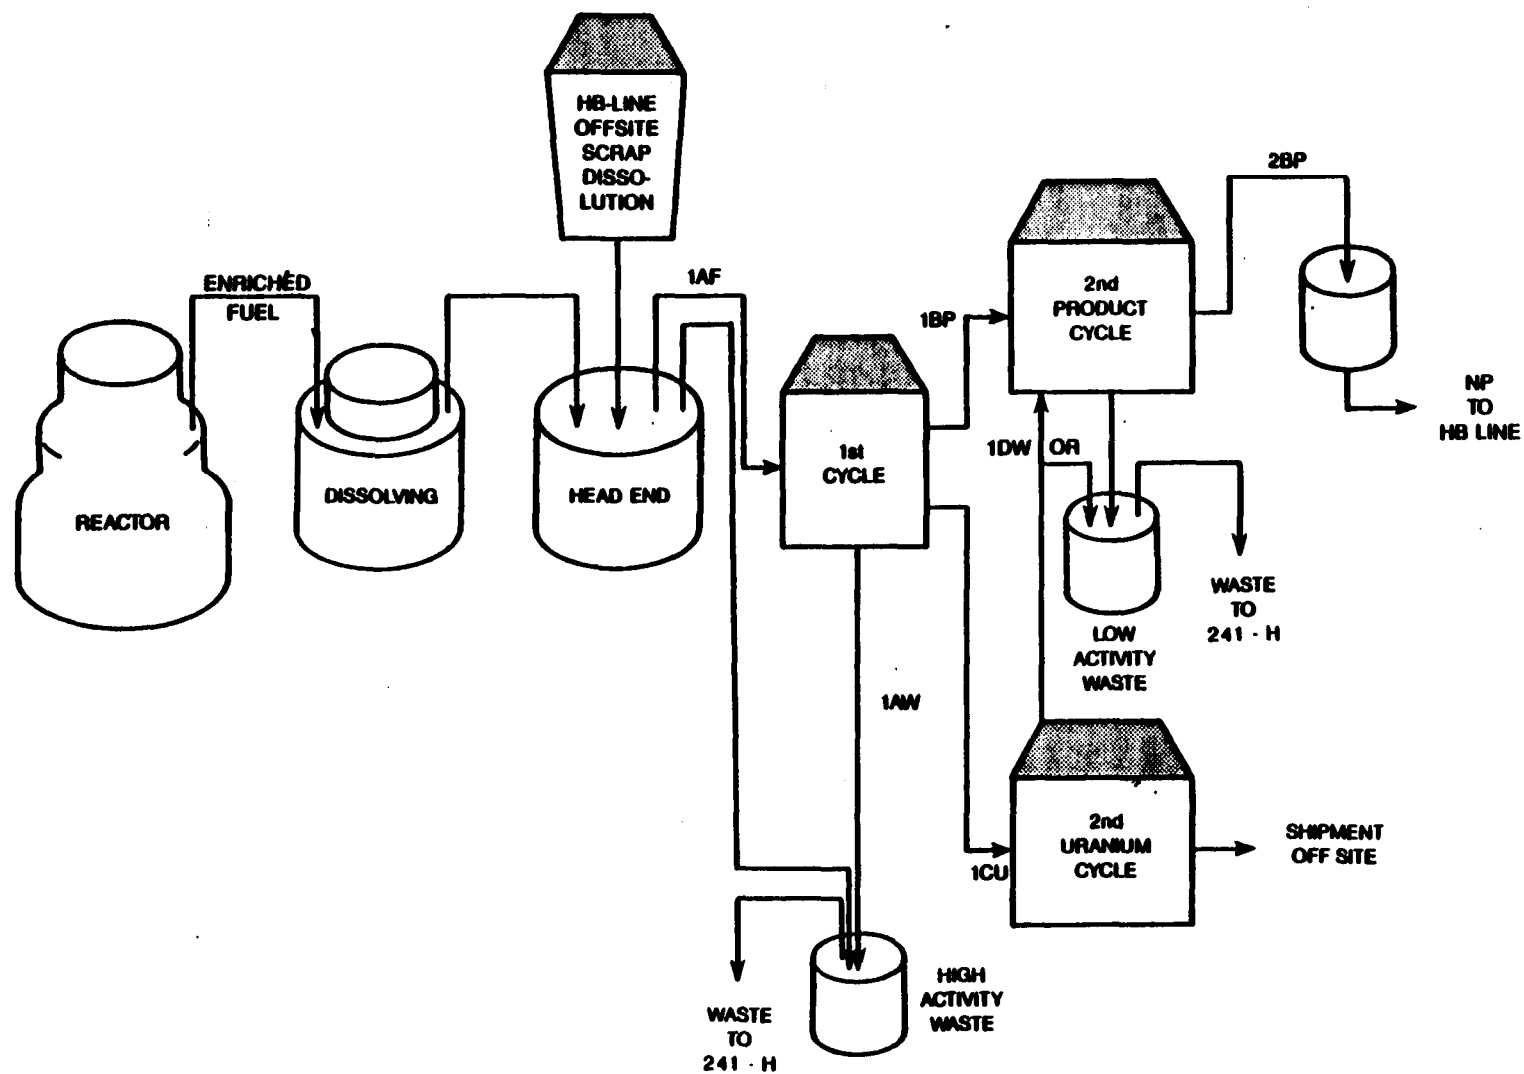 HB-LINE
OFFSITE
SCRAP
DISSO-
LUTION
ENRICHED
FUEL
REACTOR
DISSOLVING
HEAD END
1AF
1st
CYCLE
1BP
2nd
PRODUCT
CYCLE
2BP
NP
TO
HB LINE
1DW OR
LOW
ACTIVITY
WASTE
WASTE
TO
241 - H
1AW
1CU
2nd
URANIUM
CYCLE
SHIPMENT
OFF SITE
HIGH
ACTIVITY
WASTE
WASTE
TO
241 - H